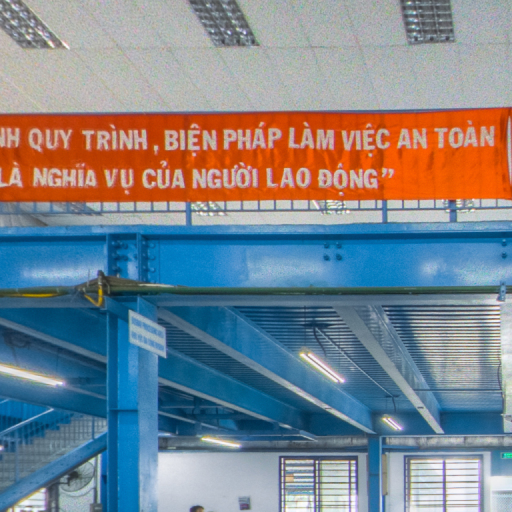 NH QUY TRÌNH, BIỆN PHÁP LÀM VIỆC AN TOÀN
LÀ NGHĨA VỤ CỦA NGƯỜI LAO ĐỘNG”